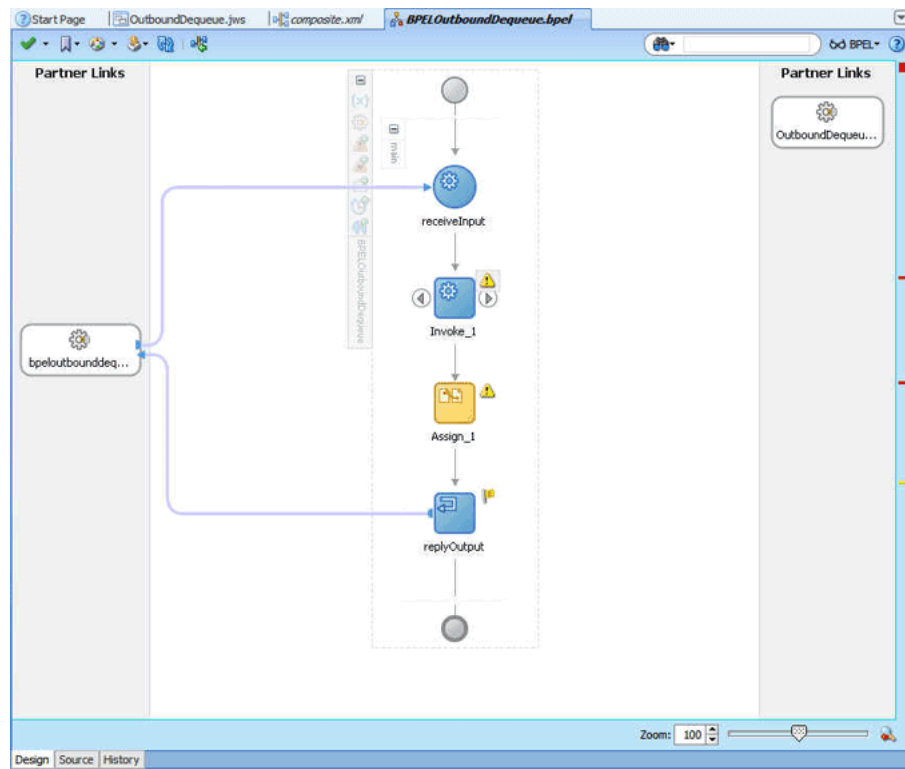 Start Page OutboundDequeue.jws composite.xml BPELOutboundDequeue.bpel
BPEL
Partner Links
Partner Links
main
OutboundDequeu...
receiveInput
BPELOutboundDequeue
Invoke_1
bpeloutbounddeq...
Assign_1
replyOutput
Zoom: 100
Design Source History